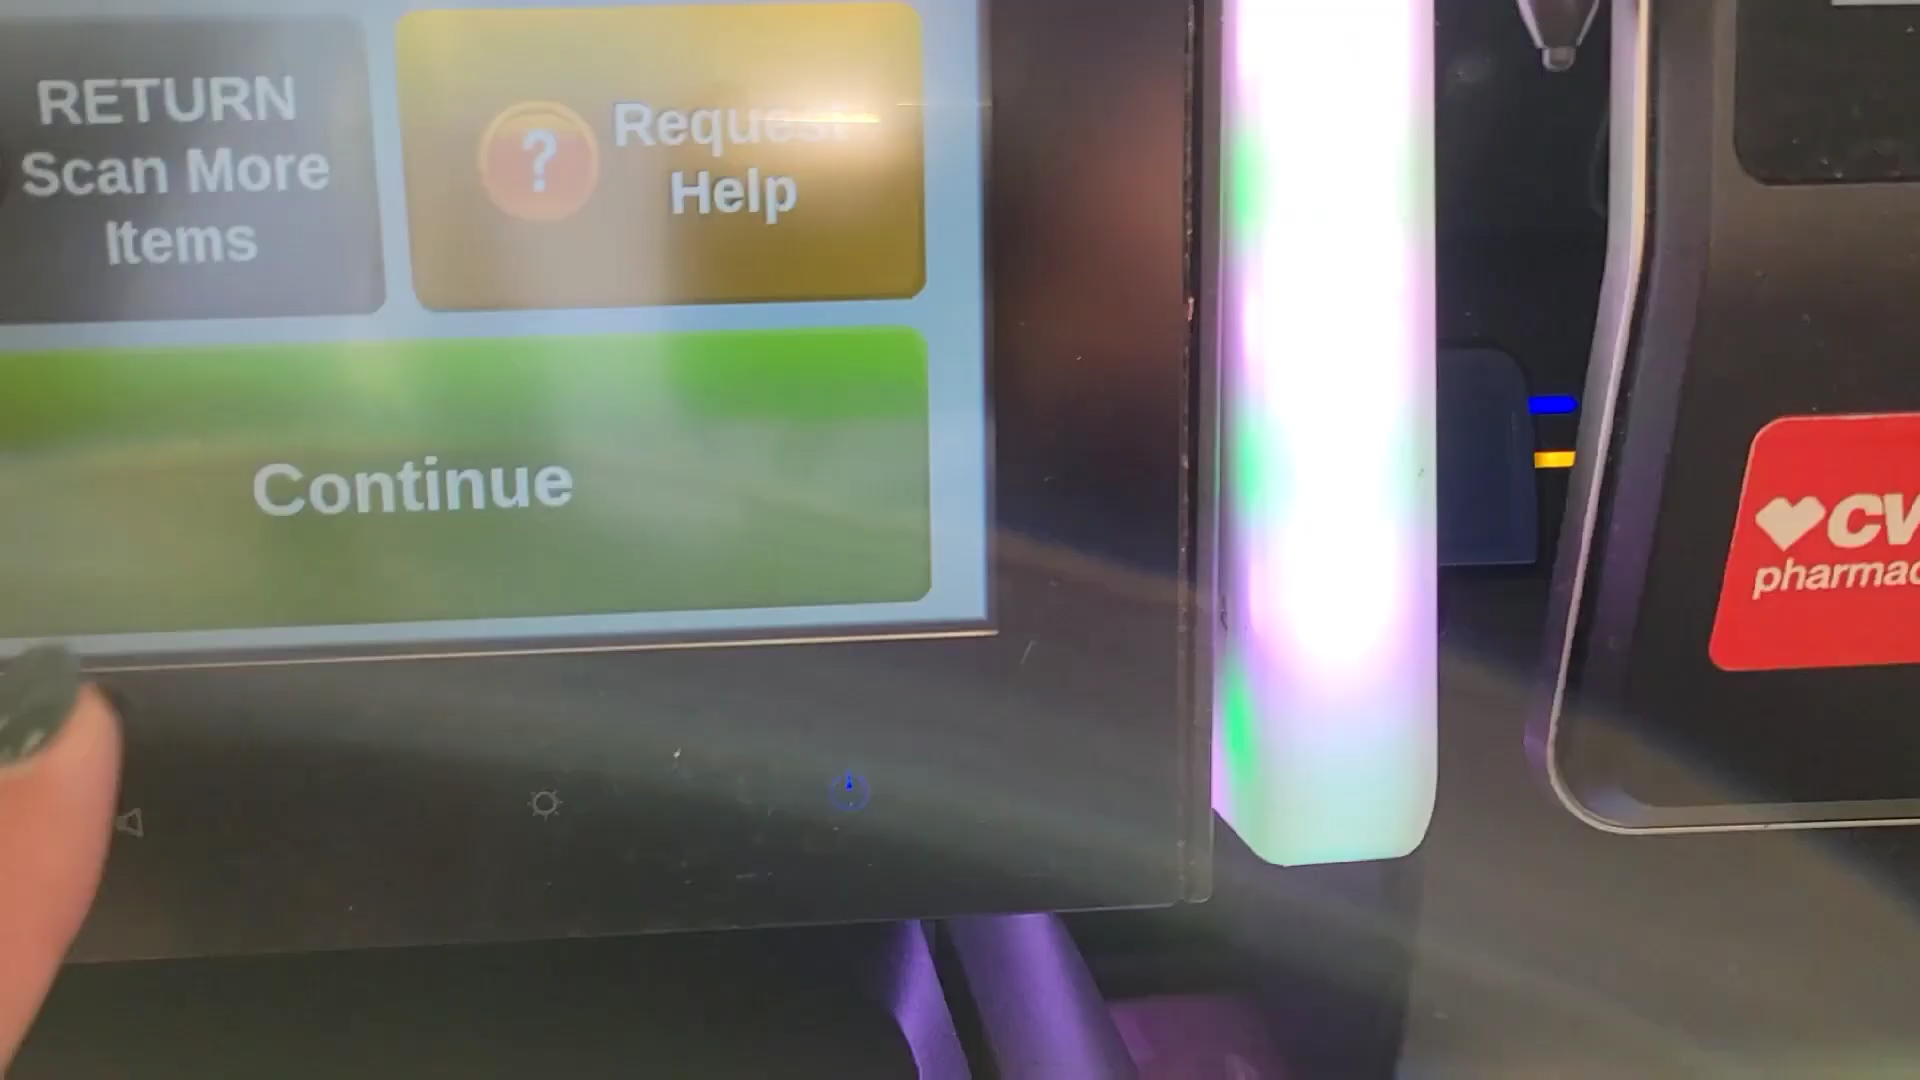 RETURN
Scan More
Items
?
Request
Help
Continue
CV
pharmac